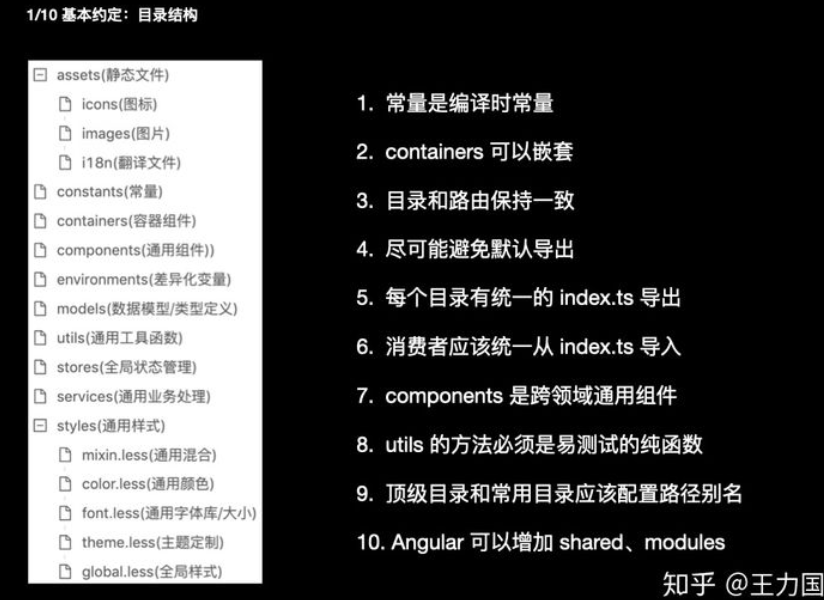 1/10 基本约定：目录结构
assets(静态文件)
icons(图标)
images(图片)
i18n(翻译文件)
constants(常量)
containers(容器组件)
components(通用组件))
environments(差异化变量)
models(数据模型/类型定义)
utils(通用工具函数)
stores(全局状态管理)
services(通用业务处理)
styles(通用样式)
mixin.less(通用混合)
color.less(通用颜色)
font.less(通用字体库/大小)
theme.less(主题定制)
global.less(全局样式)
1. 常量是编译时常量
2. containers 可以嵌套
3. 目录和路由保持一致
4. 尽可能避免默认导出
5. 每个目录有统一的 index.ts 导出
6. 消费者应该统一从 index.ts 导入
7. components 是跨领域通用组件
8. utils 的方法必须是易测试的纯函数
9. 顶级目录和常用目录应该配置路径别名
10. Angular 可以增加 shared、modules
知乎 @王力国